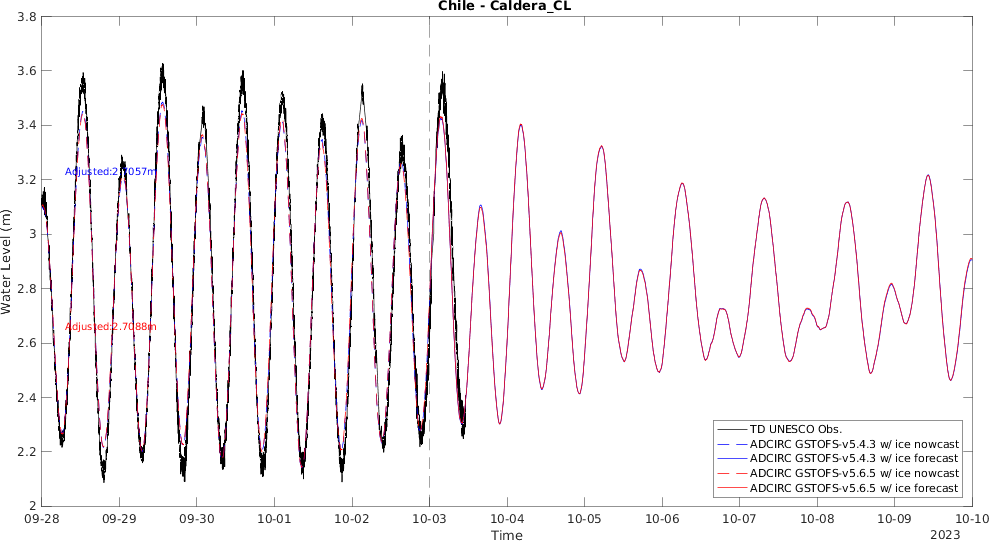 Chile - Caldera_CL
3.8
3.6
3.4
3.2
3
2.8
2.6
2.4
2.2
2
Water Level (m)
Adjusted:2.7057m
Adjusted:2.7088m
TD UNESCO Obs.
ADCIRC GSTOFS-v5.4.3 w/ ice nowcast
ADCIRC GSTOFS-v5.4.3 w/ ice forecast
ADCIRC GSTOFS-v5.6.5 w/ ice nowcast
ADCIRC GSTOFS-v5.6.5 w/ ice forecast
09-28 09-29 09-30 10-01 10-02 10-03 10-04 10-05 10-06 10-07 10-08 10-09 10-10
Time
2023